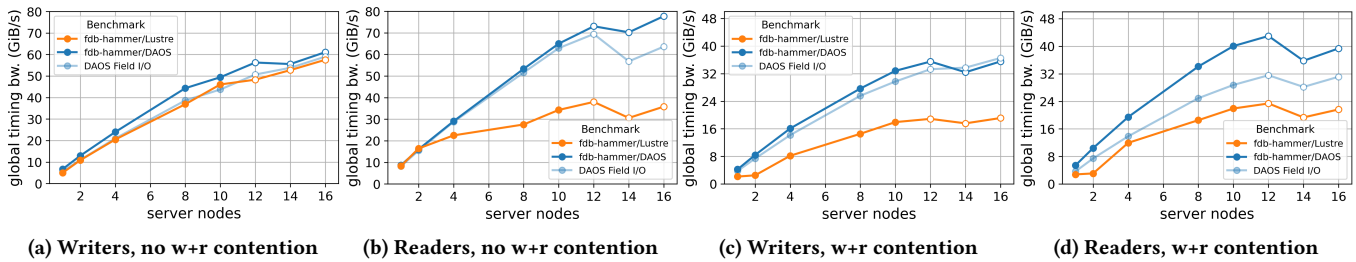 global timing bw. (GiB/s)
80
70
60
50
40
30
20
10
0
Benchmark
fdb-hammer/Lustre
fdb-hammer/DAOS
DAOS Field I/O
2 4 6 8 10 12 14 16
server nodes
(a) Writers, no w+r contention
global timing bw. (GiB/s)
80
70
60
50
40
30
20
10
0
Benchmark
fdb-hammer/Lustre
fdb-hammer/DAOS
DAOS Field I/O
2 4 6 8 10 12 14 16
server nodes
(b) Readers, no w+r contention
global timing bw. (GiB/s)
48
40
32
24
16
8
0
Benchmark
fdb-hammer/Lustre
fdb-hammer/DAOS
DAOS Field I/O
2 4 6 8 10 12 14 16
server nodes
(c) Writers, w+r contention
global timing bw. (GiB/s)
48
40
32
24
16
8
0
Benchmark
fdb-hammer/Lustre
fdb-hammer/DAOS
DAOS Field I/O
2 4 6 8 10 12 14 16
server nodes
(d) Readers, w+r contention